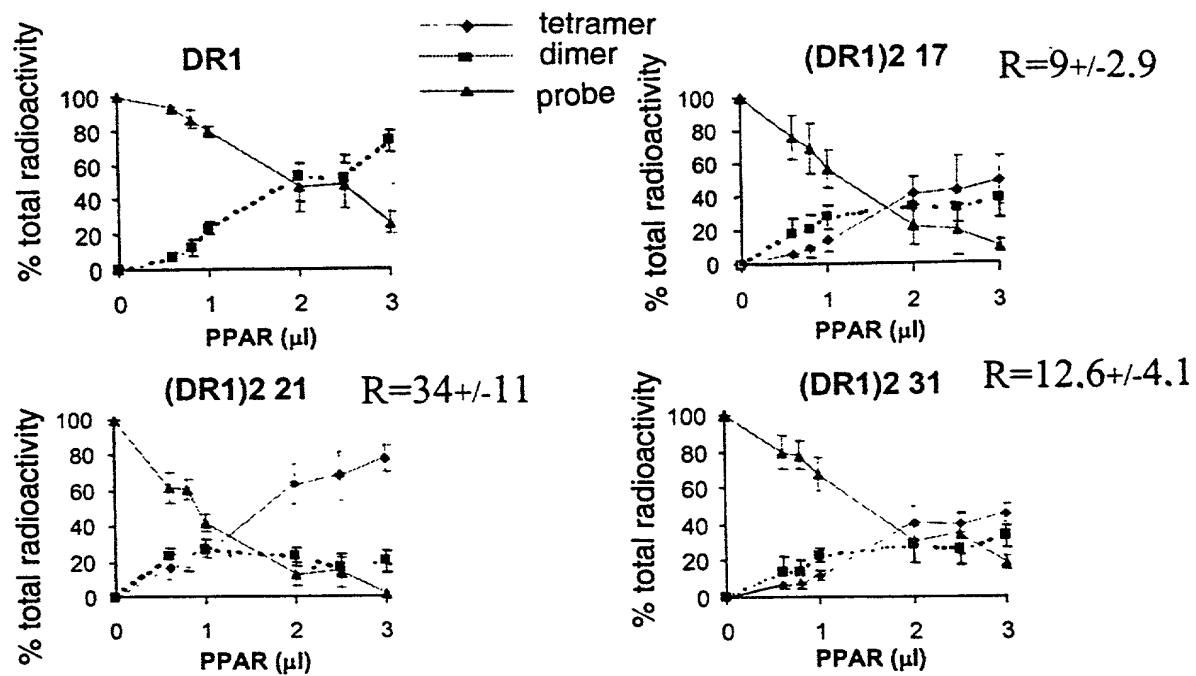 tetramer
dimer
probe
DR1
% total radioactivity
100
80
60
40
20
0
0 1 2 3
PPAR (µl)
(DR1)2 17 R=9+/-2.9
% total radioactivity
100
80
60
40
20
0
0 1 2 3
PPAR (µl)
(DR1)2 21 R=34+/-11
% total radioactivity
100
80
60
40
20
0
0 1 2 3
PPAR (µl)
(DR1)2 31 R=12.6+/-4.1
% total radioactivity
100
80
60
40
20
0
0 1 2 3
PPAR (µl)